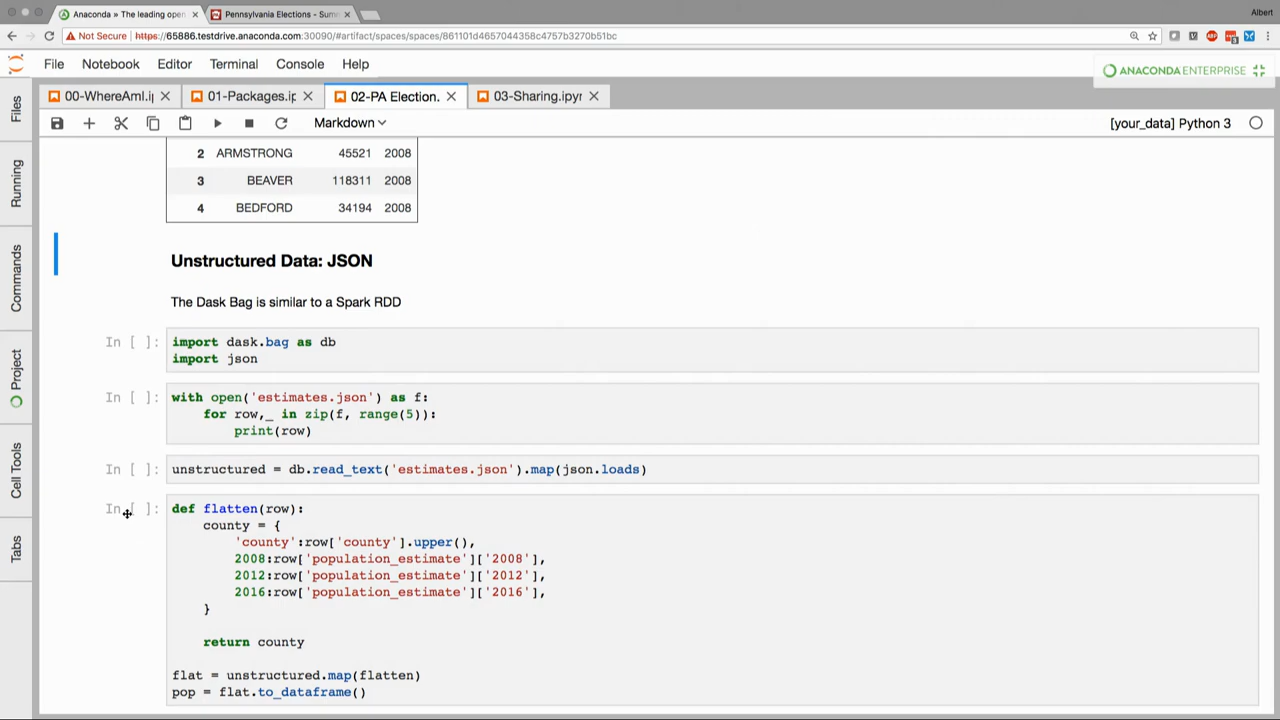 Anaconda » The leading open
Pennsylvania Elections - Sum
Albert
Not Secure https://65886.testdrive.anaconda.com:30090/#artifact/spaces/spaces/861101d4657044358c4757b3270b51bc
File Edit View Terminal Console Help
ANACONDA ENTERPRISE
00-WhereAmI.i
01-Packages.ip
02-PA Election.
03-Sharing.ipyr
Markdown
[your_data] Python 3
2 ARMSTRONG 45521 2008
3 BEAVER 118311 2008
4 BEDFORD 34194 2008
Unstructured Data: JSON
The Dask Bag is similar to a Spark RDD
In [ ]: import dask.bag as db
import json
In [ ]: with open('estimates.json') as f:
for row,_ in zip(f, range(5)):
print(row)
In [ ]: unstructured = db.read_text('estimates.json').map(json.loads)
In [ ]: def flatten(row):
county = {
'county':row['county'].upper(),
2008:row['population_estimate']['2008'],
2012:row['population_estimate']['2012'],
2016:row['population_estimate']['2016'],
}
return county
flat = unstructured.map(flatten)
pop = flat.to_dataframe()
Files
Running
Commands
Project
Cell Tools
Tabs